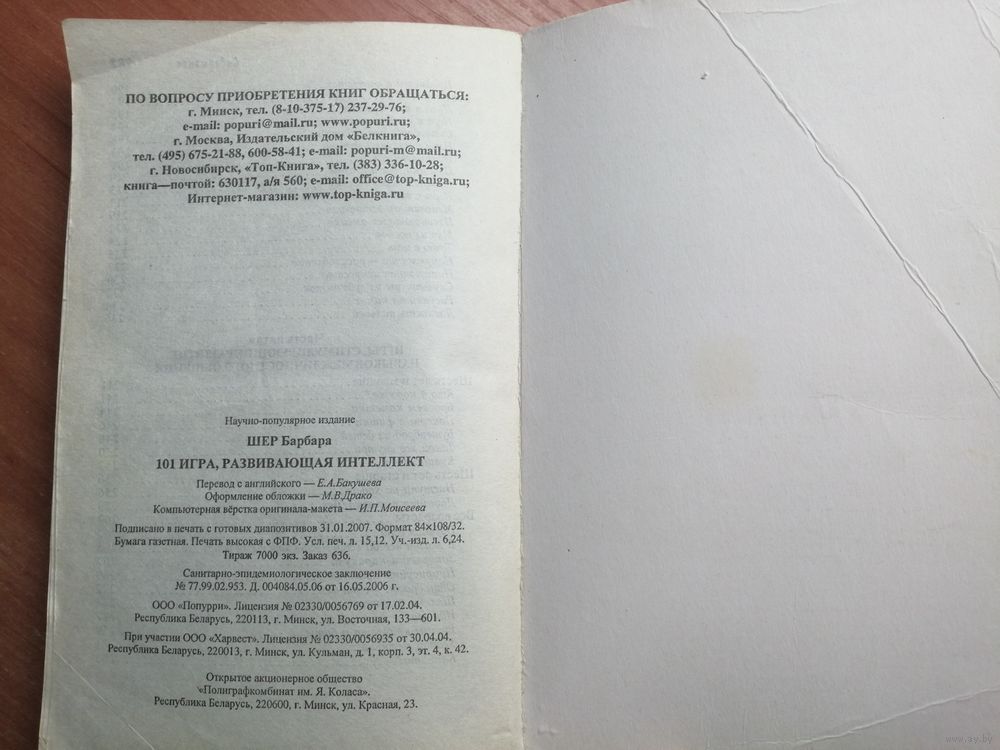 ПО ВОПРОСУ ПРИОБРЕТЕНИЯ КНИГ ОБРАЩАТЬСЯ:
г. Минск, тел. (8-10-375-17) 237-29-76;
e-mail: popuri@mail.ru; www.popuri.ru;
г. Москва, Издательский дом «Белкнига»,
тел. (495) 675-21-88, 600-58-41; e-mail: popuri-m@mail.ru;
г. Новосибирск, «Топ-Книга», тел. (383) 336-10-28;
книга—почтой: 630117, а/я 560; e-mail: office@top-kniga.ru;
Интернет-магазин: www.top-kniga.ru
Научно-популярное издание
ШЕР Барбара
101 ИГРА, РАЗВИВАЮЩАЯ ИНТЕЛЛЕКТ
Перевод с английского — Е.А.Бакушева
Оформление обложки — М.В.Драко
Компьютерная вёрстка оригинала-макета — И.П.Моисеева
Подписано в печать с готовых диапозитивов 31.01.2007. Формат 84×108/32.
Бумага газетная. Печать высокая с ФПФ. Усл. печ. л. 15,12. Уч.-изд. л. 6,24.
Тираж 7000 экз. Заказ 636.
Санитарно-эпидемиологическое заключение
№ 77.99.02.953. Д. 004084.05.06 от 16.05.2006 г.
ООО «Попурри». Лицензия № 02330/0056769 от 17.02.04.
Республика Беларусь, 220113, г. Минск, ул. Восточная, 133—601.
При участии ООО «Харвест». Лицензия № 02330/0056935 от 30.04.04.
Республика Беларусь, 220013, г. Минск, ул. Кульман, д. 1, корп. 3, эт. 4, к. 42.
Открытое акционерное общество
«Полиграфкомбинат им. Я. Коласа».
Республика Беларусь, 220600, г. Минск, ул. Красная, 23.
www.ay.by